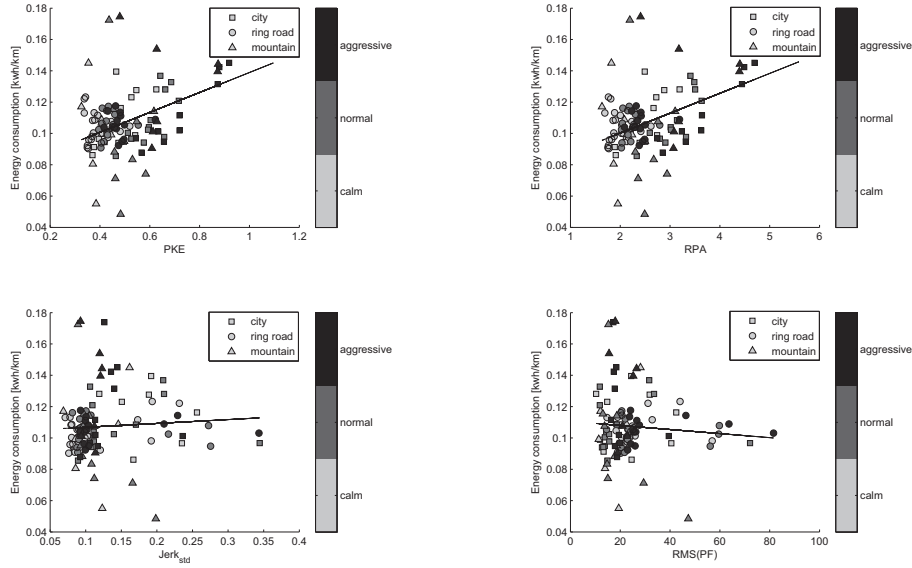 Energy consumption [kwh/km]
0.18
0.16
0.14
0.12
0.1
0.08
0.06
0.04
0.2
0.4
0.6
0.8
1
1.2
PKE
city
ring road
mountain
aggressive
normal
calm
Energy consumption [kwh/km]
0.18
0.16
0.14
0.12
0.1
0.08
0.06
0.04
1
2
3
4
5
6
RPA
city
ring road
mountain
aggressive
normal
calm
Energy consumption [kwh/km]
0.18
0.16
0.14
0.12
0.1
0.08
0.06
0.04
0.05
0.1
0.15
0.2
0.25
0.3
0.35
0.4
Jerk_std
city
ring road
mountain
aggressive
normal
calm
Energy consumption [kwh/km]
0.18
0.16
0.14
0.12
0.1
0.08
0.06
0.04
0
20
40
60
80
100
RMS(PF)
city
ring road
mountain
aggressive
normal
calm